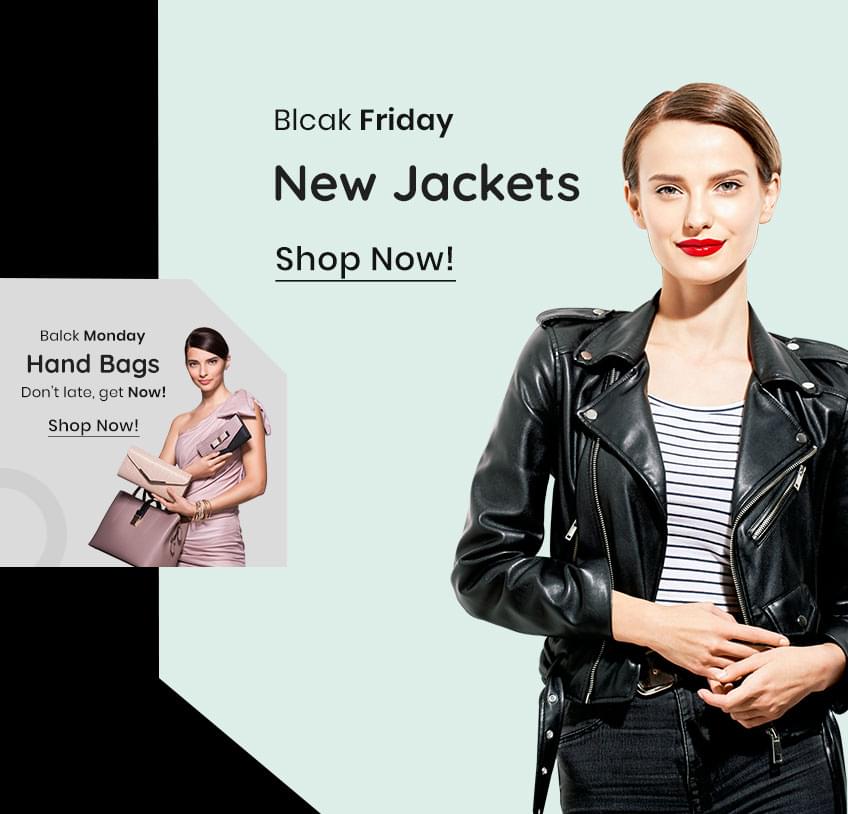 Blcak Friday
New Jackets
Shop Now!
Balck Monday
Hand Bags
Don't late, get Now!
Shop Now!